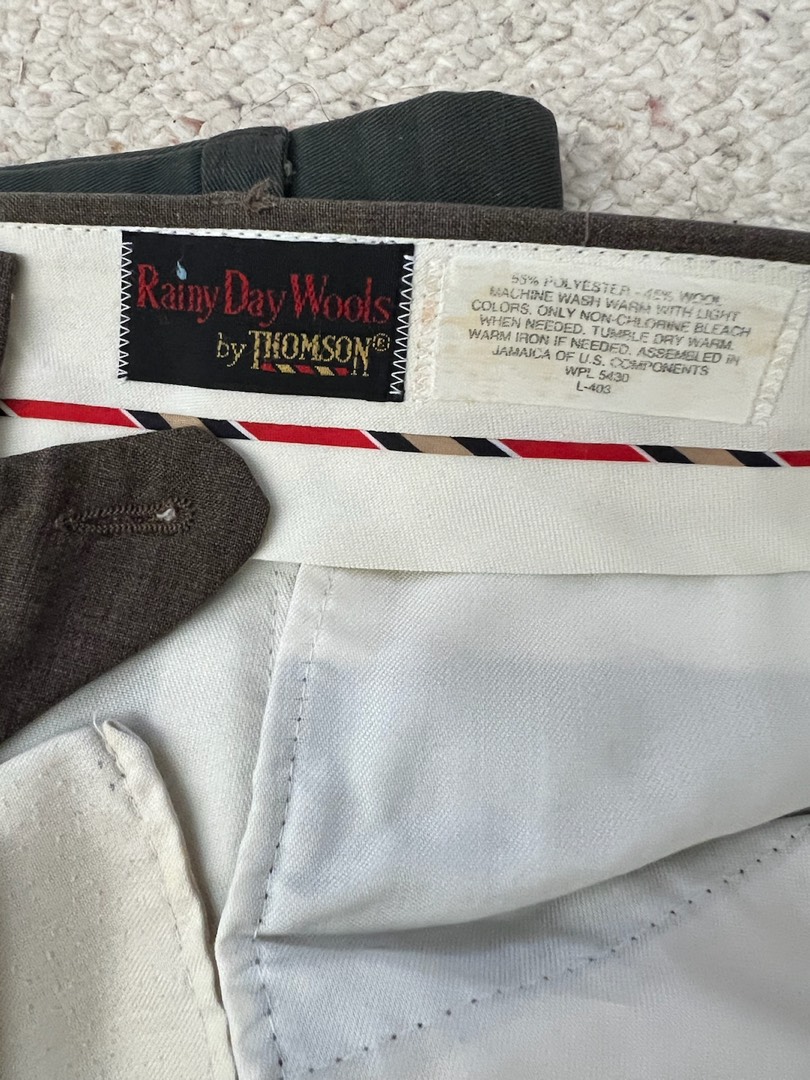 Rainy Day Wools
by THOMSON®
55% POLYESTER - 45% WOOL
MACHINE WASH WARM WITH LIGHT
COLORS. ONLY NON-CHLORINE BLEACH
WHEN NEEDED. TUMBLE DRY WARM.
WARM IRON IF NEEDED. ASSEMBLED IN
JAMAICA OF U.S. COMPONENTS
WPL 5430
L-403